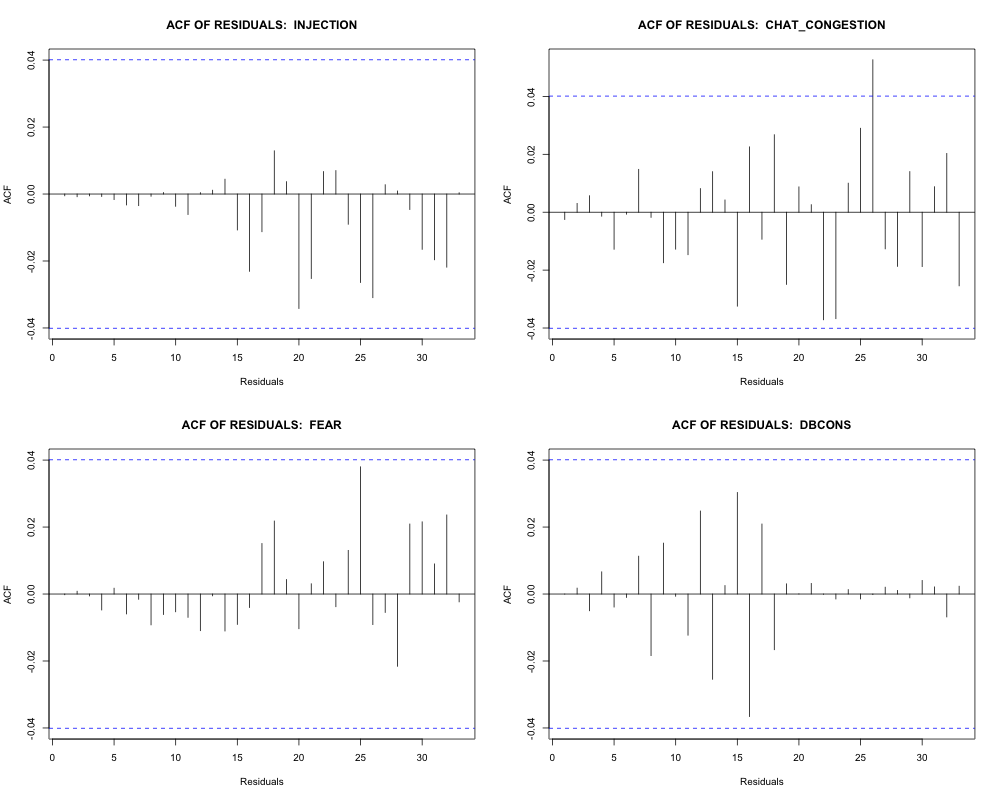 ACF OF RESIDUALS:  INJECTION
ACF
0.04
0.02
0.00
-0.02
-0.04
0 5 10 15 20 25 30
Residuals
ACF OF RESIDUALS:  CHAT_CONGESTION
ACF
0.04
0.02
0.00
-0.02
-0.04
0 5 10 15 20 25 30
Residuals
ACF OF RESIDUALS:  FEAR
ACF
0.04
0.02
0.00
-0.02
-0.04
0 5 10 15 20 25 30
Residuals
ACF OF RESIDUALS:  DBCONS
ACF
0.04
0.02
0.00
-0.02
-0.04
0 5 10 15 20 25 30
Residuals